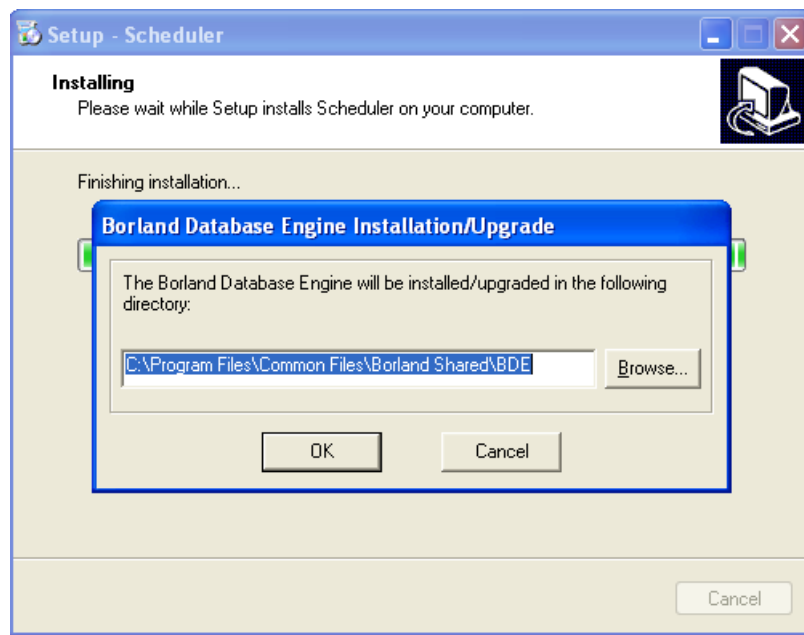 Setup - Scheduler
Installing
Please wait while Setup installs Scheduler on your computer.
Finishing installation...
Borland Database Engine Installation/Upgrade
The Borland Database Engine will be installed/upgraded in the following
directory:
C:\Program Files\Common Files\Borland Shared\BDE
Browse...
OK
Cancel
Cancel